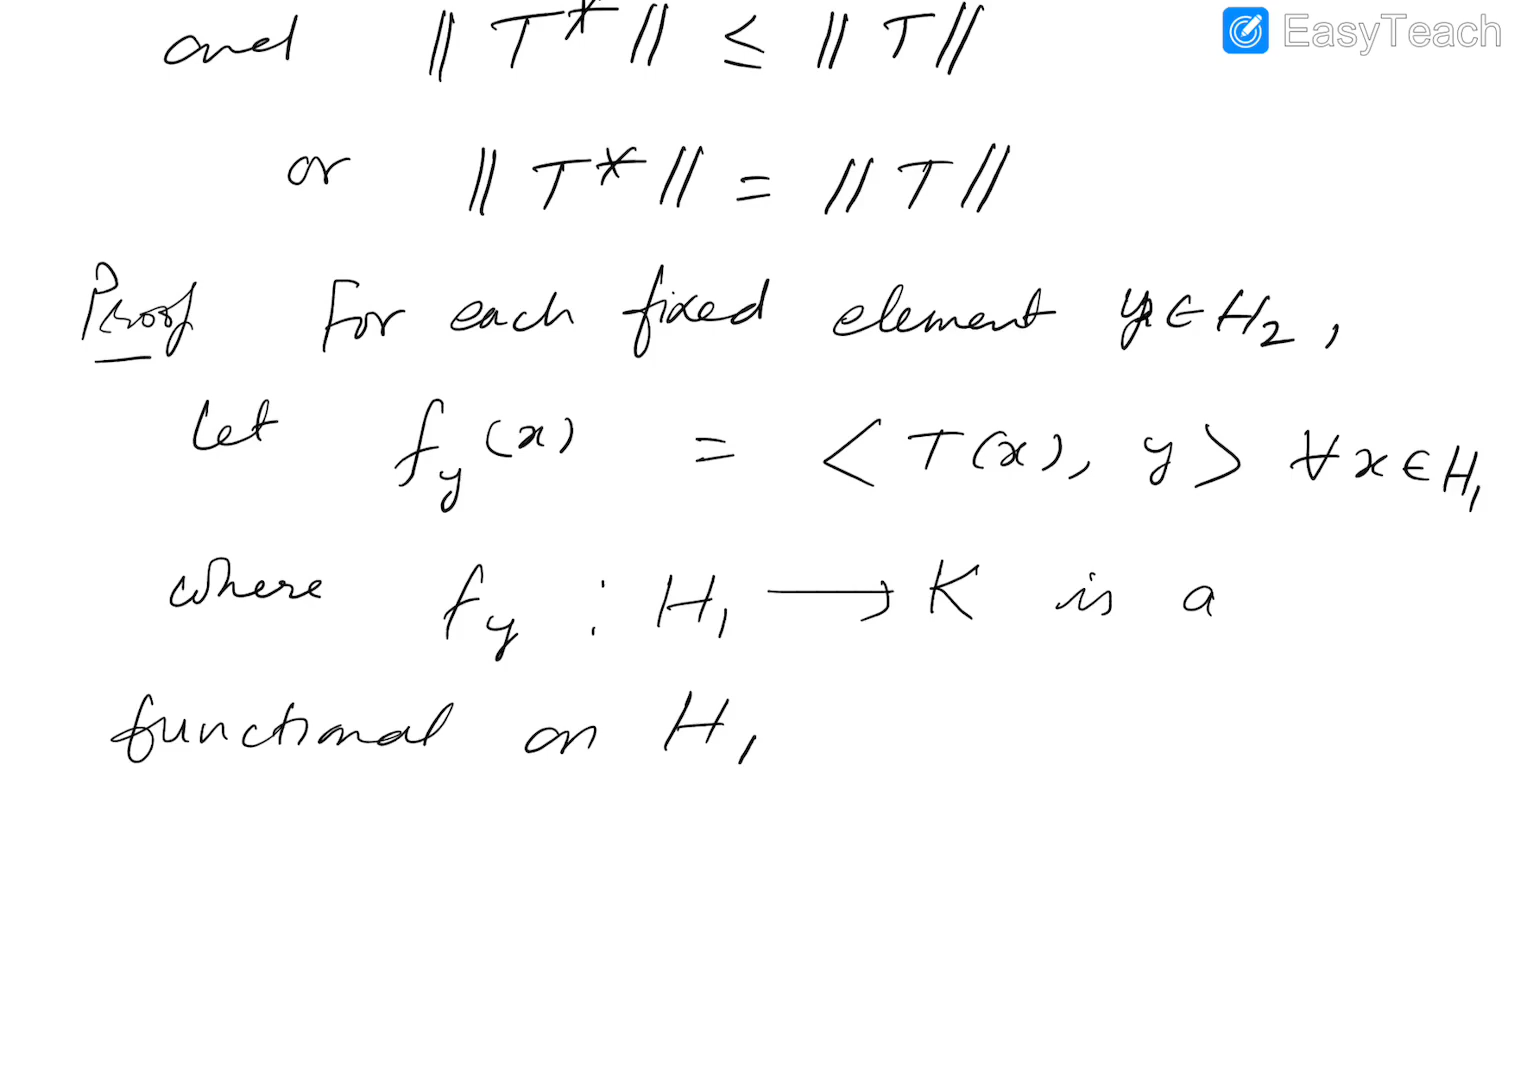 EasyTeach
and || T* || ≤ || T ||
or || T* || = || T ||
Proof For each fixed element y ∈ H₂,
Let f_y(x) = < T(x), y > ∀ x ∈ H₁
where f_y : H₁ ⟶ K is a
functional on H₁